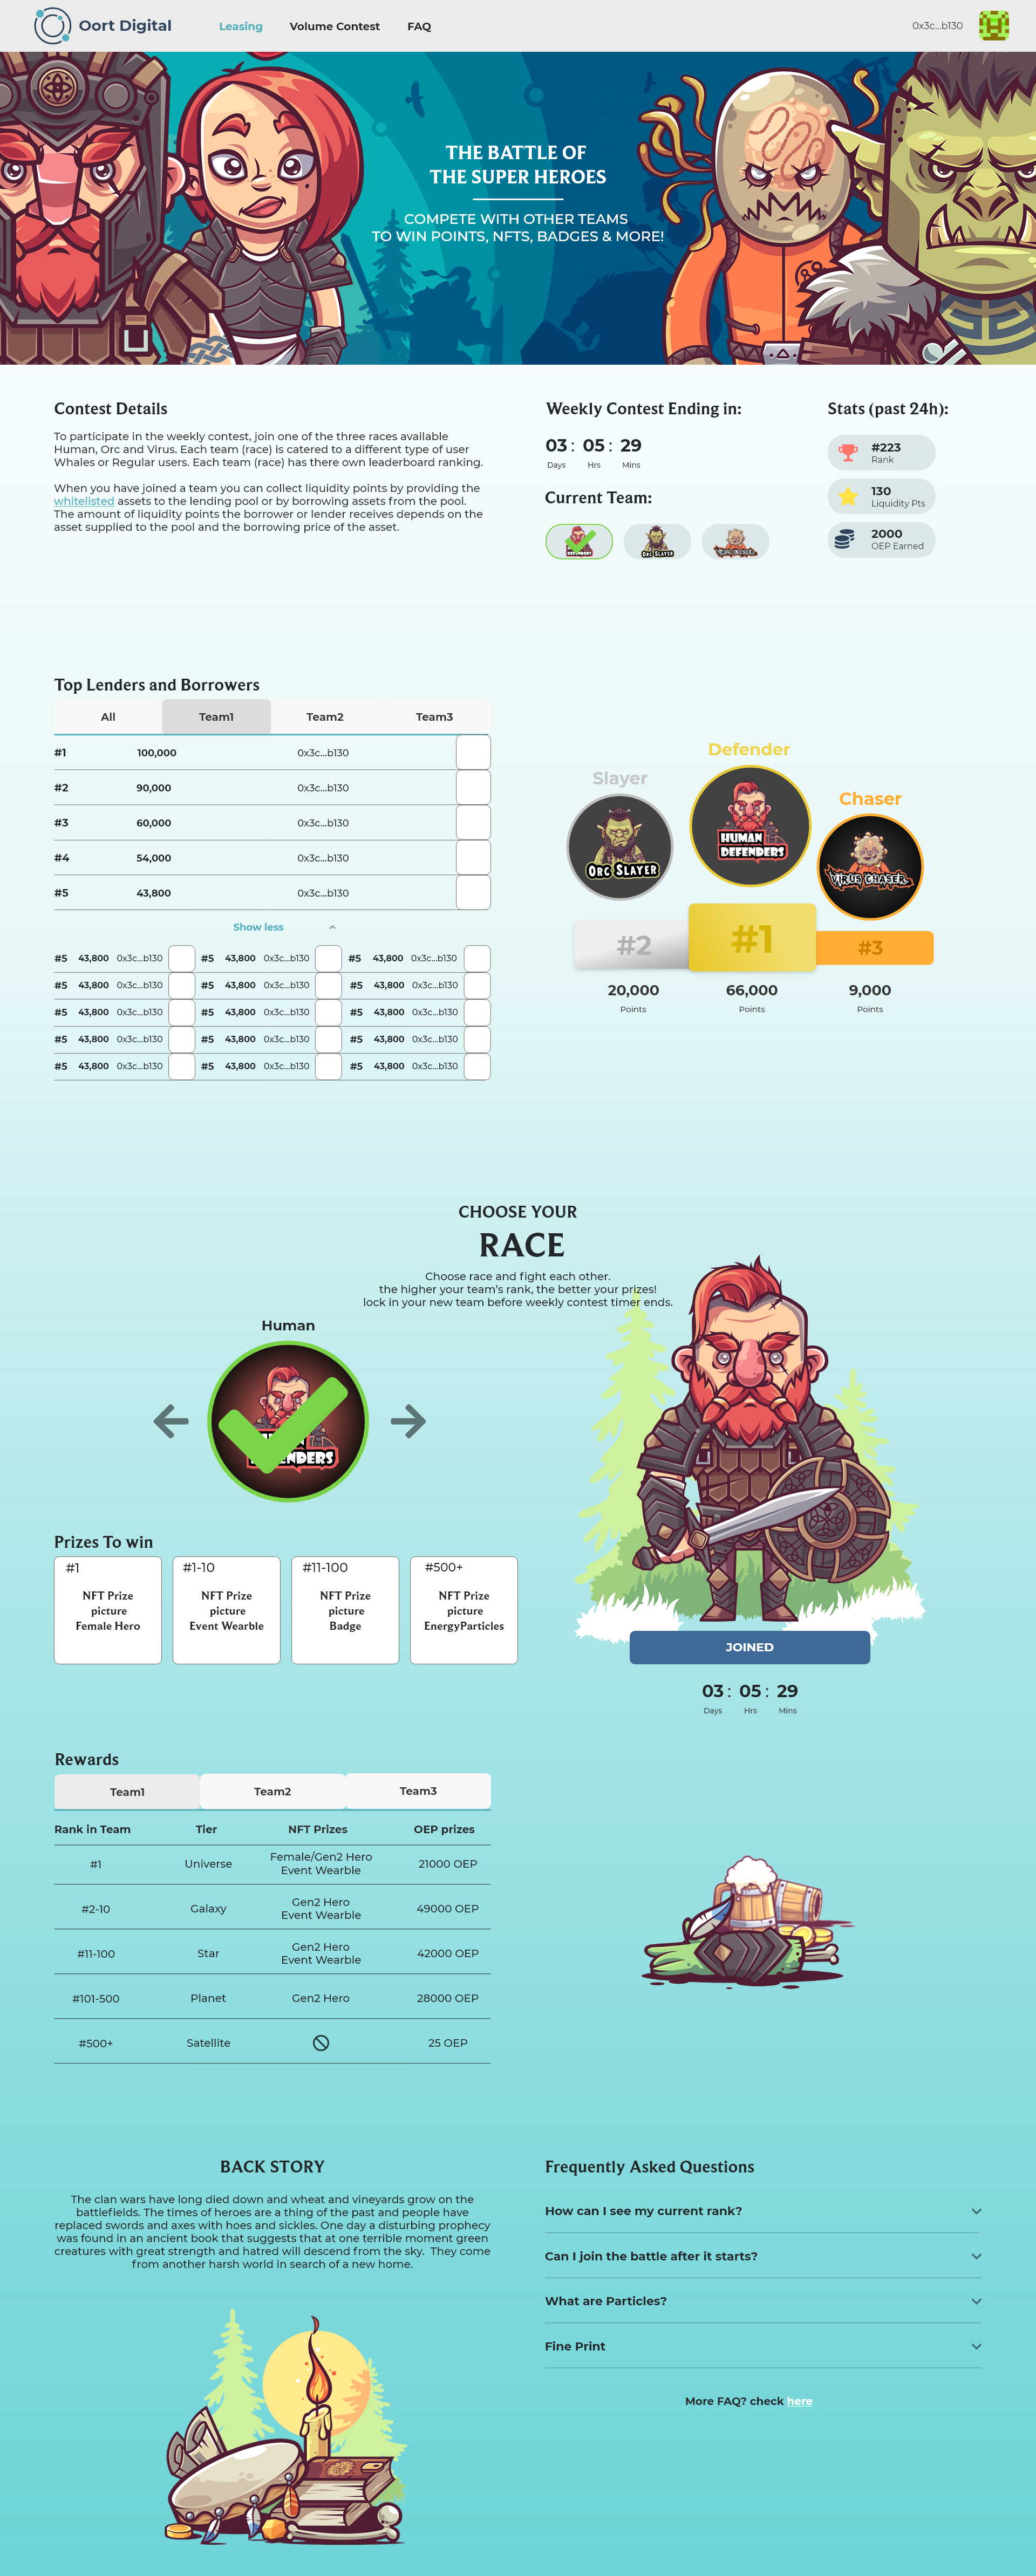 Oort Digital
Leasing
Volume Contest
FAQ
0x3c...b130
THE BATTLE OF
THE SUPER HEROES
COMPETE WITH OTHER TEAMS
TO WIN POINTS, NFTS, BADGES & MORE!
Contest Details
To participate in the weekly contest, join one of the three races available
Human, Orc and Virus. Each team (race) is catered to a different type of user
Whales or Regular users. Each team (race) has there own leaderboard ranking.
When you have joined a team you can collect liquidity points by providing the
whitelisted assets to the lending pool or by borrowing assets from the pool.
The amount of liquidity points the borrower or lender receives depends on the
asset supplied to the pool and the borrowing price of the asset.
Weekly Contest Ending in:
03 : 05 : 29
Days Hrs Mins
Current Team:
DEFENDERS
ORC SLAYER
VIRUS CHASER
Stats (past 24h):
#223
Rank
130
Liquidity Pts
2000
OEP Earned
Top Lenders and Borrowers
All Team1 Team2 Team3
#1 100,000 0x3c...b130
#2 90,000 0x3c...b130
#3 60,000 0x3c...b130
#4 54,000 0x3c...b130
#5 43,800 0x3c...b130
Show less
#5 43,800 0x3c...b130 #5 43,800 0x3c...b130 #5 43,800 0x3c...b130
#5 43,800 0x3c...b130 #5 43,800 0x3c...b130 #5 43,800 0x3c...b130
#5 43,800 0x3c...b130 #5 43,800 0x3c...b130 #5 43,800 0x3c...b130
#5 43,800 0x3c...b130 #5 43,800 0x3c...b130 #5 43,800 0x3c...b130
#5 43,800 0x3c...b130 #5 43,800 0x3c...b130 #5 43,800 0x3c...b130
Slayer
Defender
Chaser
ORC SLAYER
HUMAN
DEFENDERS
VIRUS CHASER
#2
#1
#3
20,000
Points
66,000
Points
9,000
Points
CHOOSE YOUR
RACE
Choose race and fight each other.
the higher your team's rank, the better your prizes!
lock in your new team before weekly contest timer ends.
Human
Prizes To win
#1
NFT Prize
picture
Female Hero
#1-10
NFT Prize
picture
Event Wearble
#11-100
NFT Prize
picture
Badge
#500+
NFT Prize
picture
EnergyParticles
JOINED
03 : 05 : 29
Days Hrs Mins
Rewards
Team1 Team2 Team3
Rank in Team Tier NFT Prizes OEP prizes
#1 Universe Female/Gen2 Hero
Event Wearble 21000 OEP
#2-10 Galaxy Gen2 Hero
Event Wearble 49000 OEP
#11-100 Star Gen2 Hero
Event Wearble 42000 OEP
#101-500 Planet Gen2 Hero 28000 OEP
#500+ Satellite 25 OEP
BACK STORY
The clan wars have long died down and wheat and vineyards grow on the
battlefields. The times of heroes are a thing of the past and people have
replaced swords and axes with hoes and sickles. One day a disturbing prophecy
was found in an ancient book that suggests that at one terrible moment green
creatures with great strength and hatred will descend from the sky. They come
from another harsh world in search of a new home.
Frequently Asked Questions
How can I see my current rank?
Can I join the battle after it starts?
What are Particles?
Fine Print
More FAQ? check here